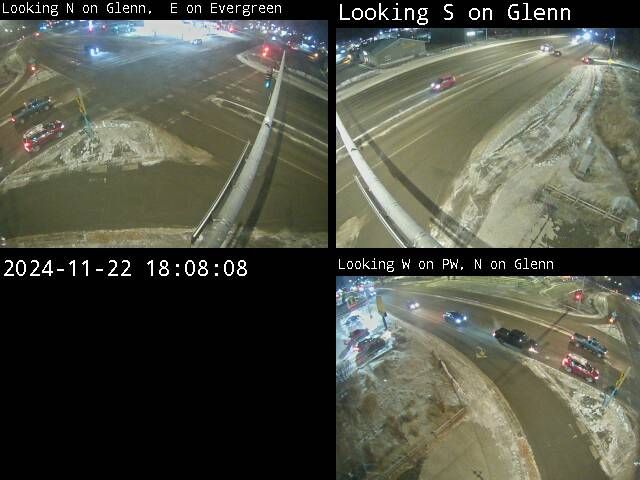 Looking N on Glenn, E on Evergreen
Looking S on Glenn
2024-11-22 18:08:08
Looking W on PW, N on Glenn